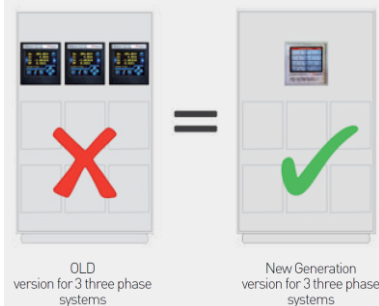 OLD
version for 3 three phase
systems
New Generation
version for 3 three phase
systems